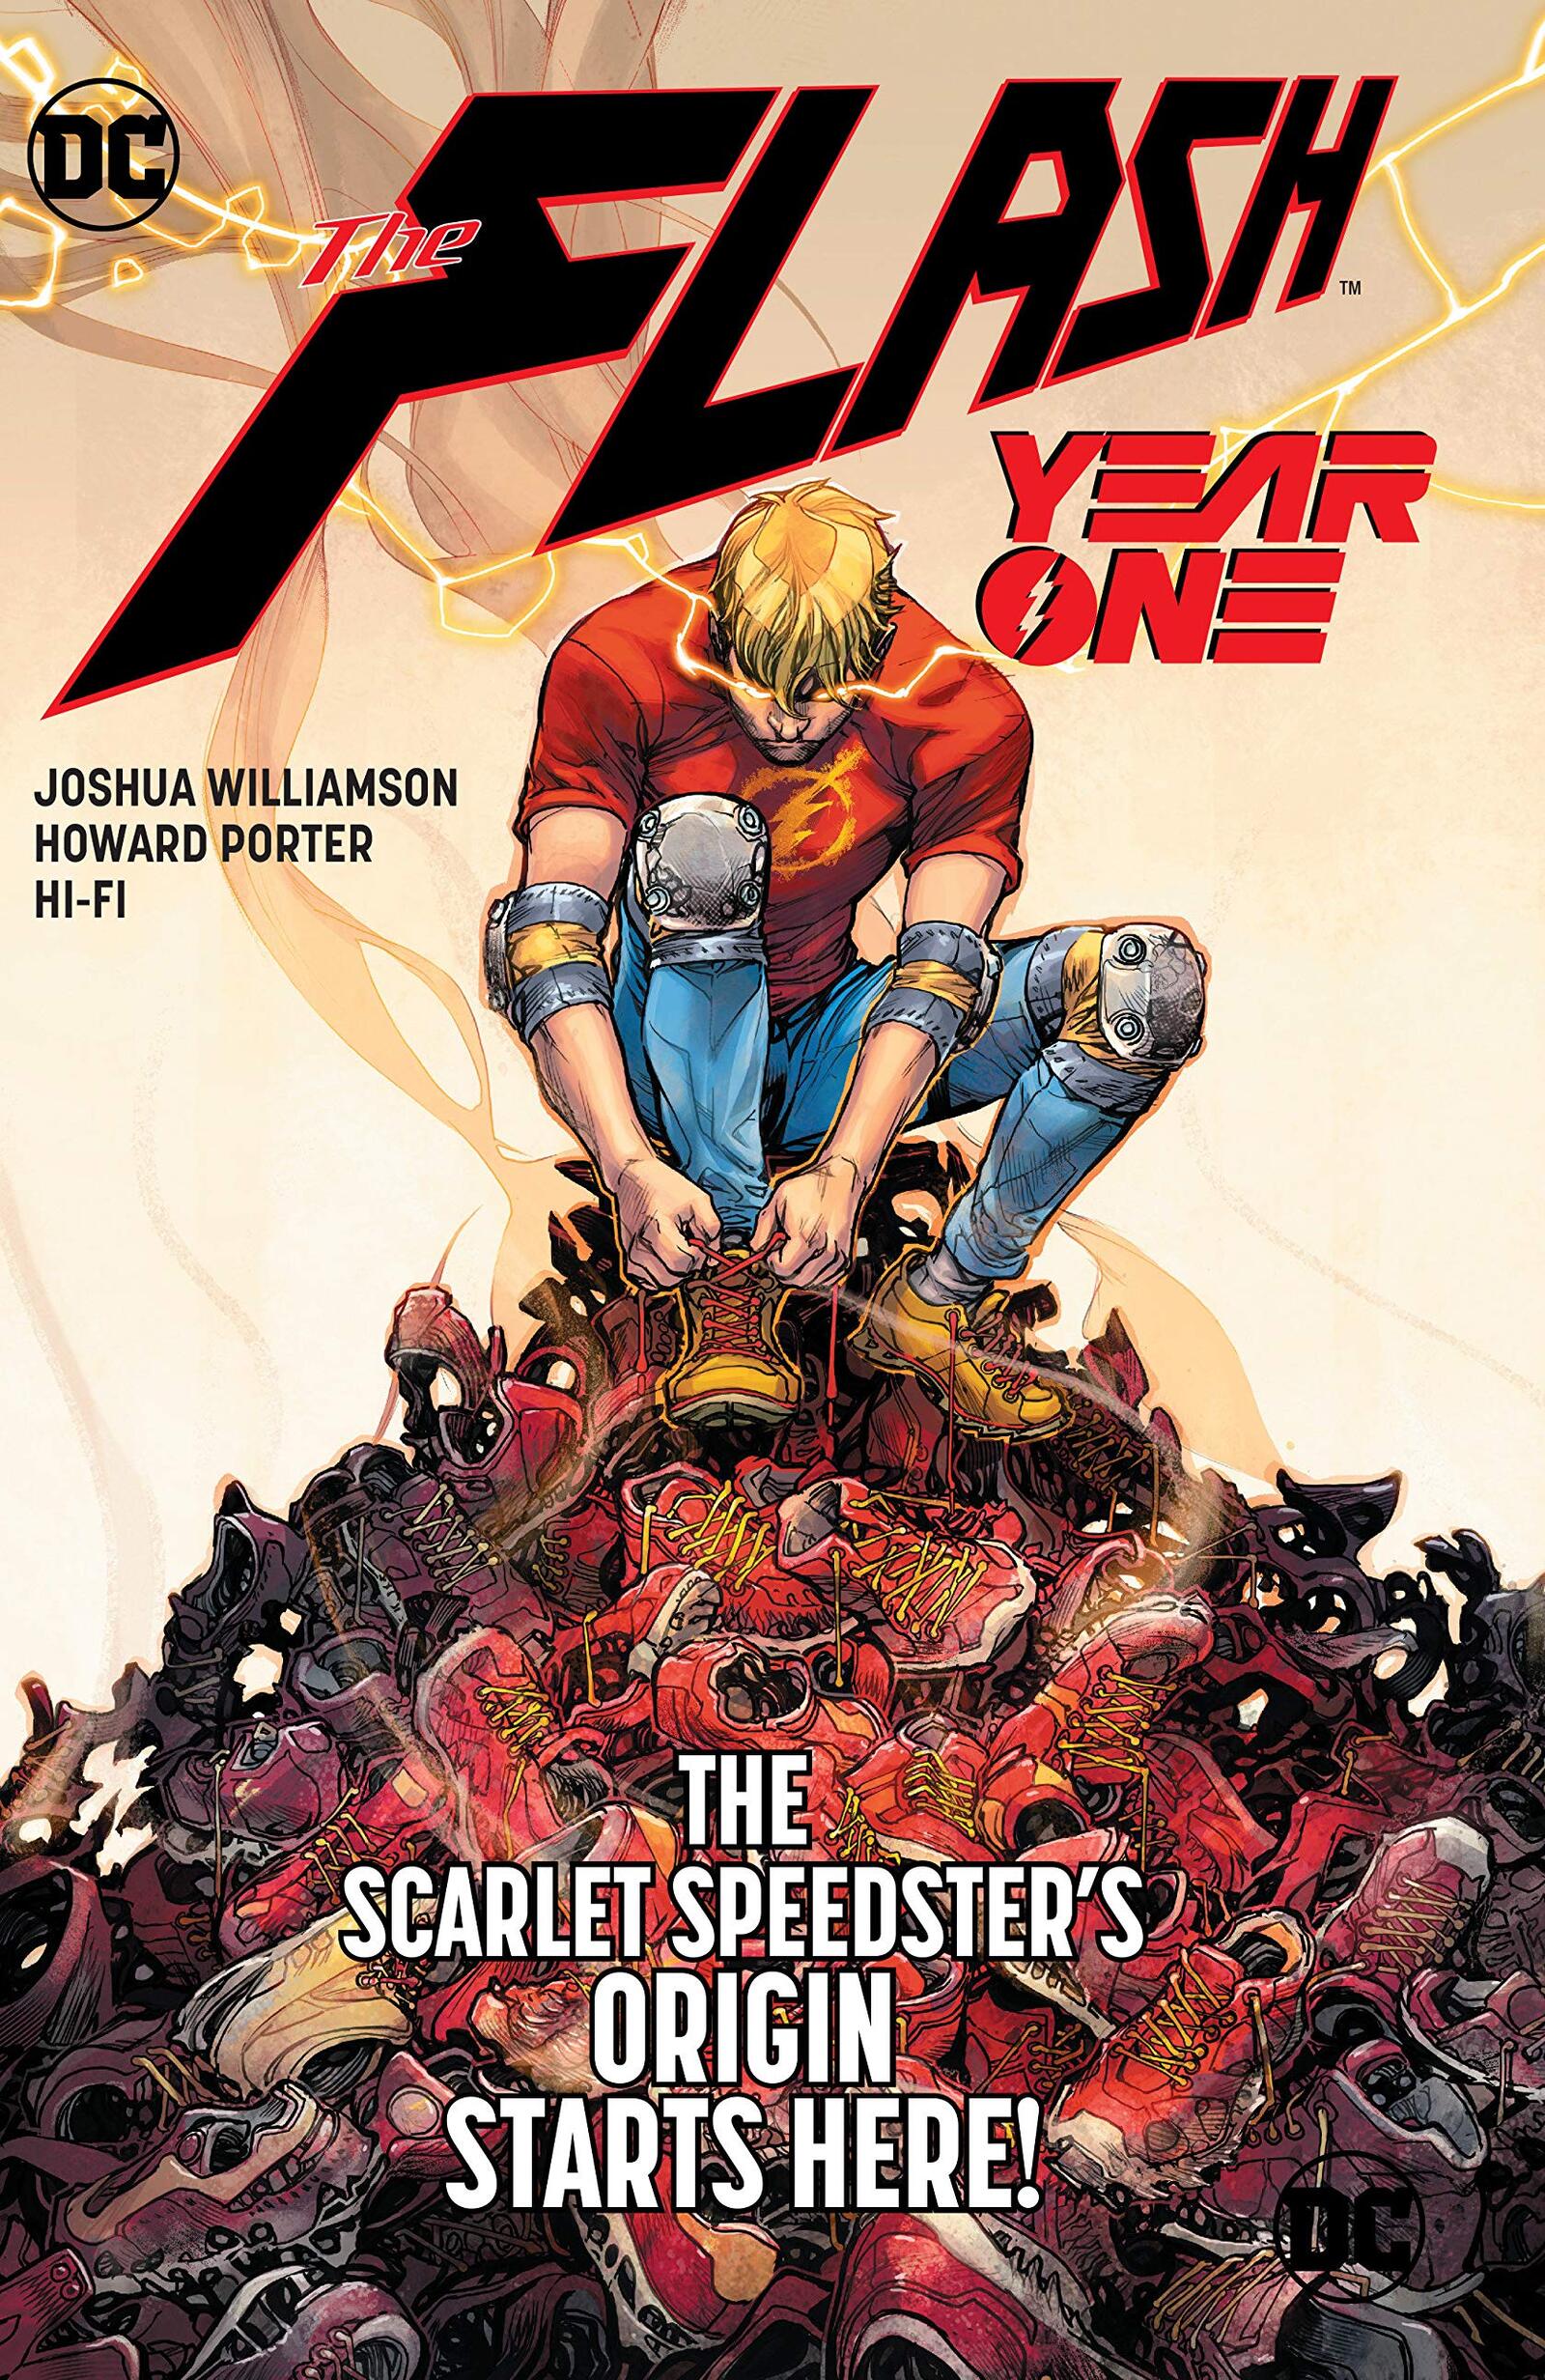 DC
The
FLASH
™
YEAR
ONE
JOSHUA WILLIAMSON
HOWARD PORTER
HI-FI
THE
SCARLET SPEEDSTER'S
ORIGIN
STARTS HERE!
DC